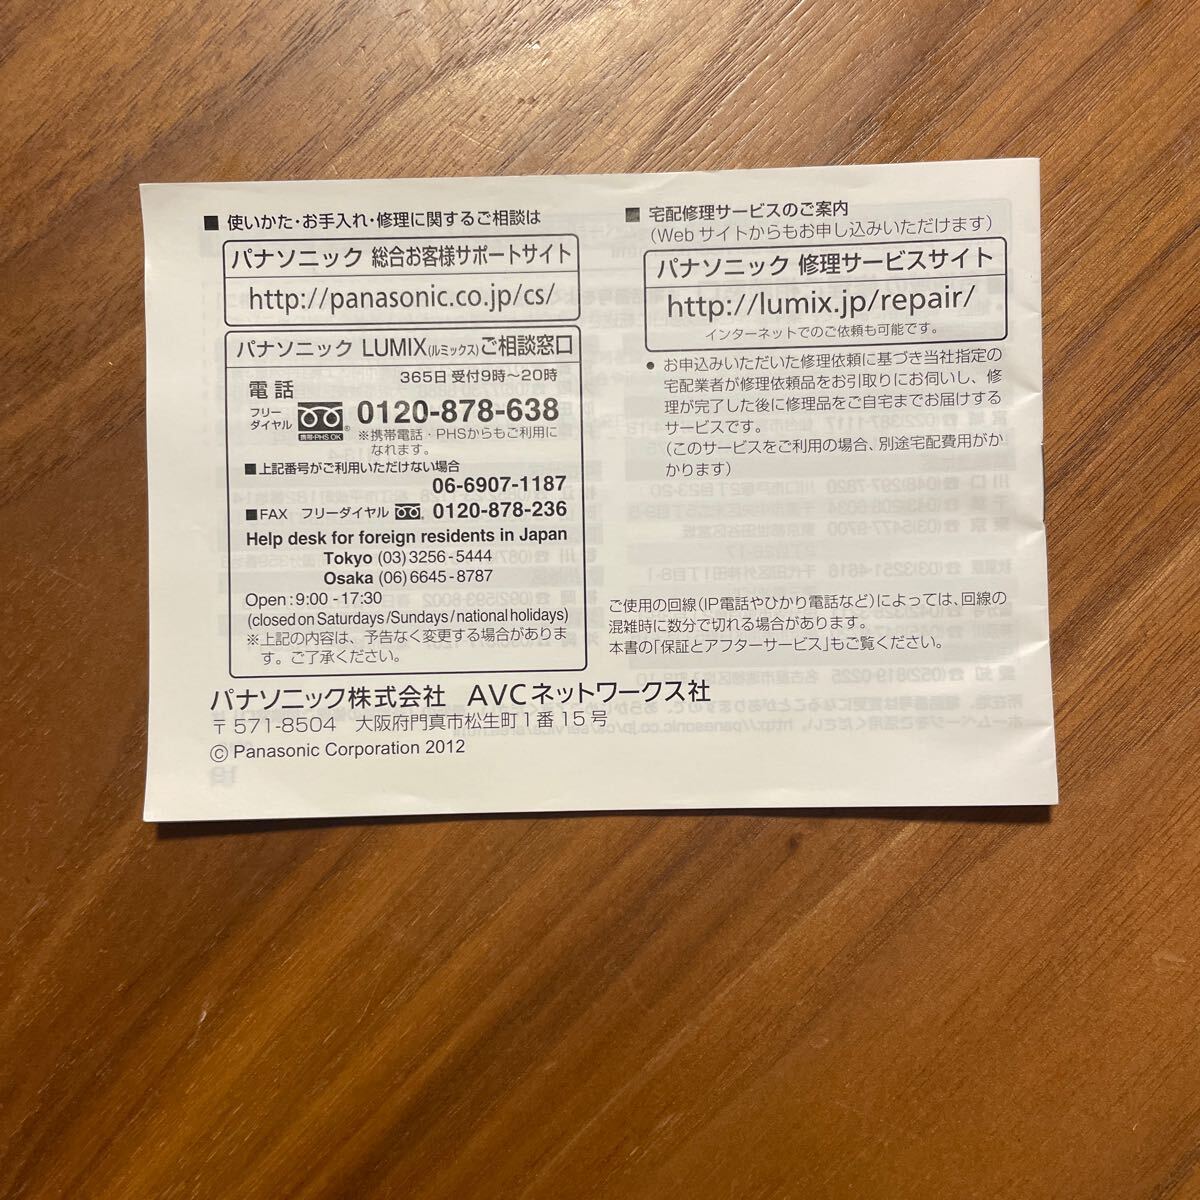 ■ 使いかた・お手入れ・修理に関するご相談は
パナソニック 総合お客様サポートサイト
http://panasonic.co.jp/cs/
パナソニック LUMIX(ルミックス)ご相談窓口
365日 受付9時～20時
電話
フリーダイヤル 0120-878-638
携帯・PHS OK
※携帯電話・PHSからもご利用に
なれます。
■上記番号がご利用いただけない場合
06-6907-1187
■FAX フリーダイヤル 0120-878-236
Help desk for foreign residents in Japan
Tokyo (03) 3256-5444
Osaka (06) 6645-8787
Open : 9:00 - 17:30
(closed on Saturdays /Sundays / national holidays)
※上記の内容は、予告なく変更する場合がありま
す。ご了承ください。
■ 宅配修理サービスのご案内
(Web サイトからもお申し込みいただけます)
パナソニック 修理サービスサイト
http://lumix.jp/repair/
インターネットでのご依頼も可能です。
● お申込みいただいた修理依頼に基づき当社指定の
宅配業者が修理依頼品をお引取りにお伺いし、修
理が完了した後に修理品をご自宅までお届けする
サービスです。
(このサービスをご利用の場合、別途宅配費用がか
かります)
ご使用の回線(IP電話やひかり電話など)によっては、回線の
混雑時に数分で切れる場合があります。
本書の「保証とアフターサービス」もご覧ください。
パナソニック株式会社 AVCネットワークス社
〒571-8504 大阪府門真市松生町1番15号
© Panasonic Corporation 2012